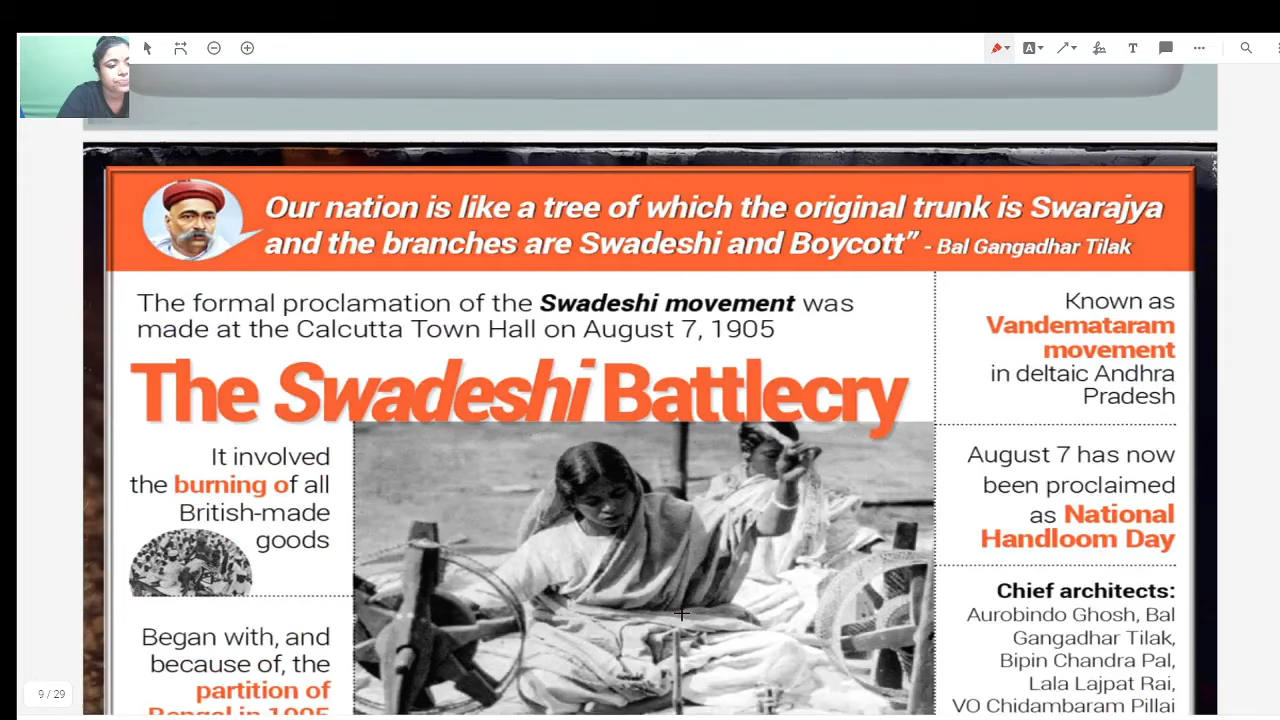 Our nation is like a tree of which the original trunk is Swarajya
and the branches are Swadeshi and Boycott” - Bal Gangadhar Tilak
The formal proclamation of the Swadeshi movement was
made at the Calcutta Town Hall on August 7, 1905
The Swadeshi Battlecry
It involved
the burning of all
British-made
goods
Began with, and
because of, the
partition of
Bengal in 1905
Known as
Vandemataram
movement
in deltaic Andhra
Pradesh
August 7 has now
been proclaimed
as National
Handloom Day
Chief architects:
Aurobindo Ghosh, Bal
Gangadhar Tilak,
Bipin Chandra Pal,
Lala Lajpat Rai,
VO Chidambaram Pillai
9 / 29
A
T